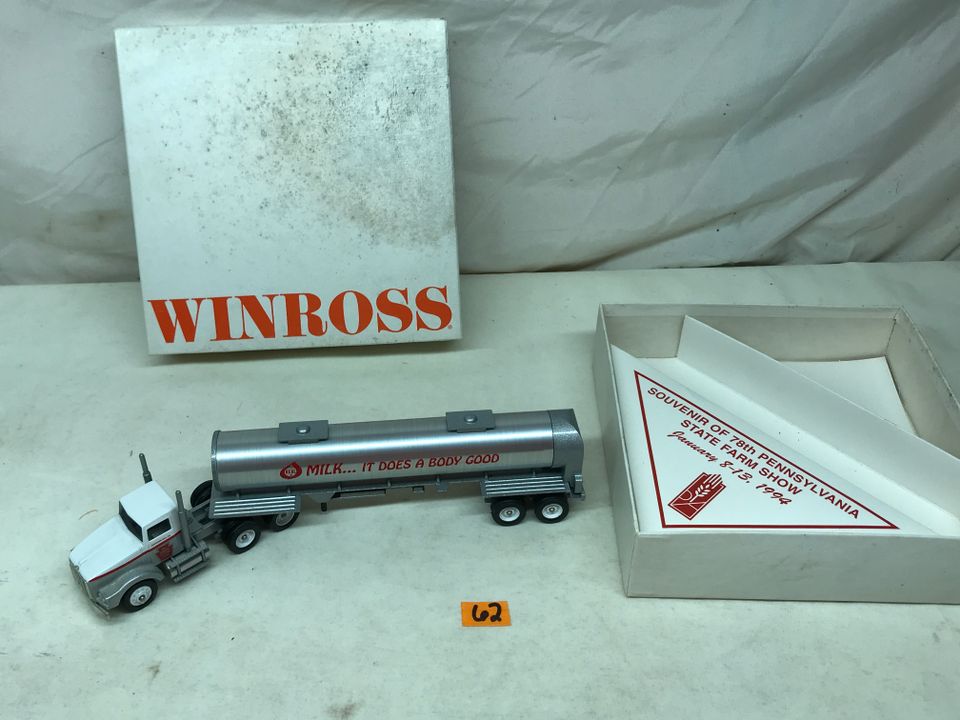 WINROSS®
MILK... IT DOES A BODY GOOD
SOUVENIR OF 78th PENNSYLVANIA
STATE FARM SHOW
January 8-13, 1994
62